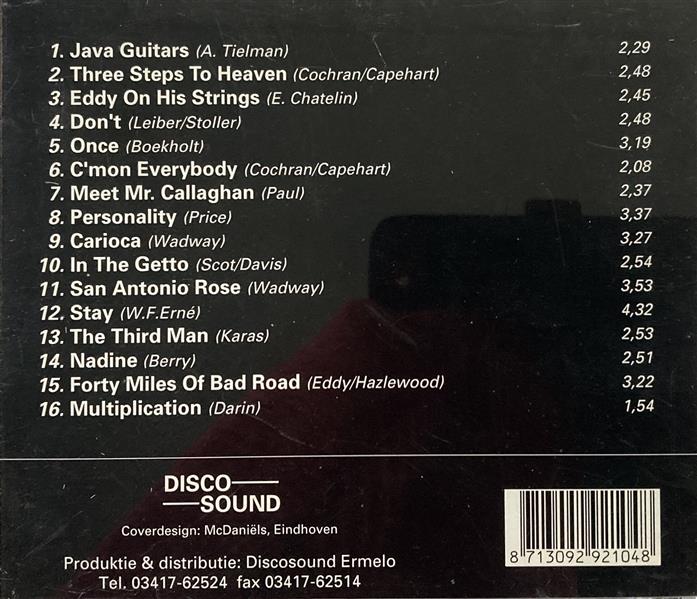 1. Java Guitars (A. Tielman) 2,29
2. Three Steps To Heaven (Cochran/Capehart) 2,48
3. Eddy On His Strings (E. Chatelin) 2,45
4. Don't (Leiber/Stoller) 2,48
5. Once (Boekholt) 3,19
6. C'mon Everybody (Cochran/Capehart) 2,08
7. Meet Mr. Callaghan (Paul) 2,37
8. Personality (Price) 3,37
9. Carioca (Wadway) 3,27
10. In The Getto (Scot/Davis) 2,54
11. San Antonio Rose (Wadway) 3,53
12. Stay (W.F.Erné) 4,32
13. The Third Man (Karas) 2,53
14. Nadine (Berry) 2,51
15. Forty Miles Of Bad Road (Eddy/Hazlewood) 3,22
16. Multiplication (Darin) 1,54
DISCO
SOUND
Coverdesign: McDaniëls, Eindhoven
Produktie & distributie: Discosound Ermelo
Tel. 03417-62524 fax 03417-62514
8 713092 921048